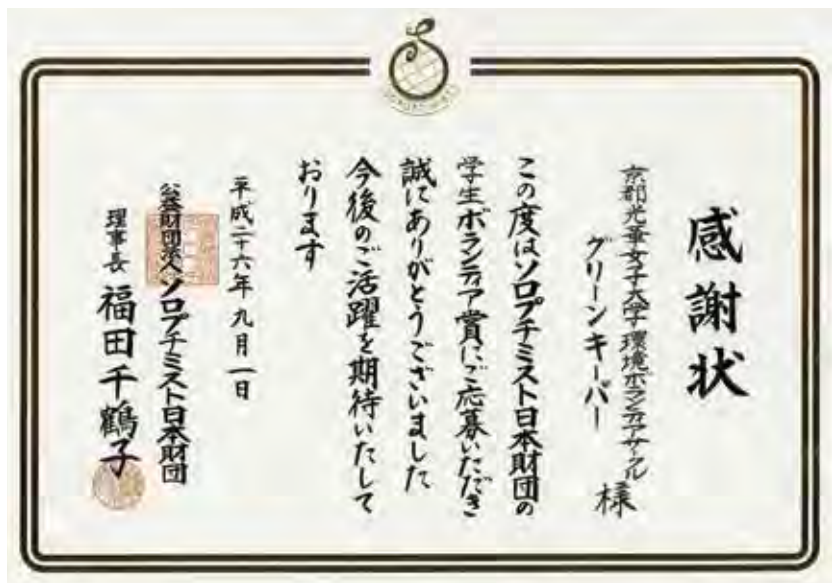 感謝状
京都光華女子大学環境ボランティアサークル
グリーンキーパー 様
この度はソロプチミスト日本財団の
学生ボランティア賞にご応募いただき
誠にありがとうございました
今後のご活躍を期待いたして
おります
平成二十六年九月一日
公益財団法人ソロプチミスト日本財団
理事長 福田千鶴子